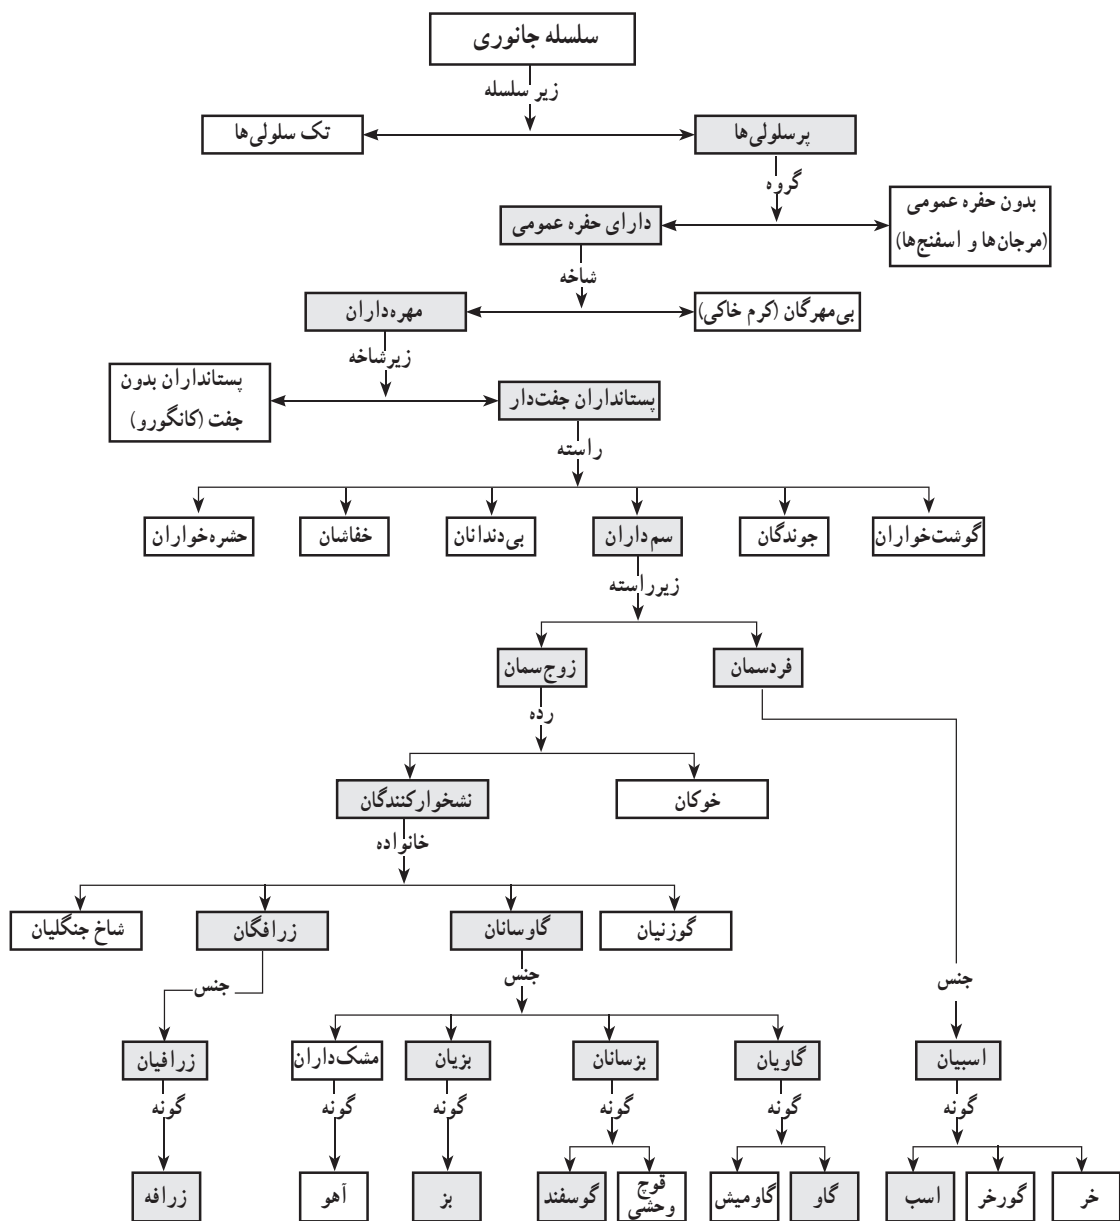 سلسله جانوری
زیر سلسله
پرسلولی‌ها
تک سلولی‌ها
گروه
بدون حفره عمومی
(مرجان‌ها و اسفنج‌ها)
دارای حفره عمومی
شاخه
بی‌مهرگان (کرم خاکی)
مهره‌داران
زیرشاخه
پستانداران جفت‌دار
پستانداران بدون
جفت (کانگورو)
راسته
گوشت‌خواران
جوندگان
سم‌داران
بی‌دندانان
خفاشان
حشره‌خواران
زیرراسته
فردسمان
زوج‌سمان
رده
خوکان
نشخوارکنندگان
خانواده
گوزنیان
گاوسانان
زرافگان
شاخ جنگلیان
جنس
جنس
جنس
اسبیان
گاویان
بزسانان
بزیان
مشک‌داران
زرافیان
گونه
گونه
گونه
گونه
گونه
گونه
خر
گورخر
اسب
گاو
گاومیش
قوچ
وحشی
گوسفند
بز
آهو
زرافه